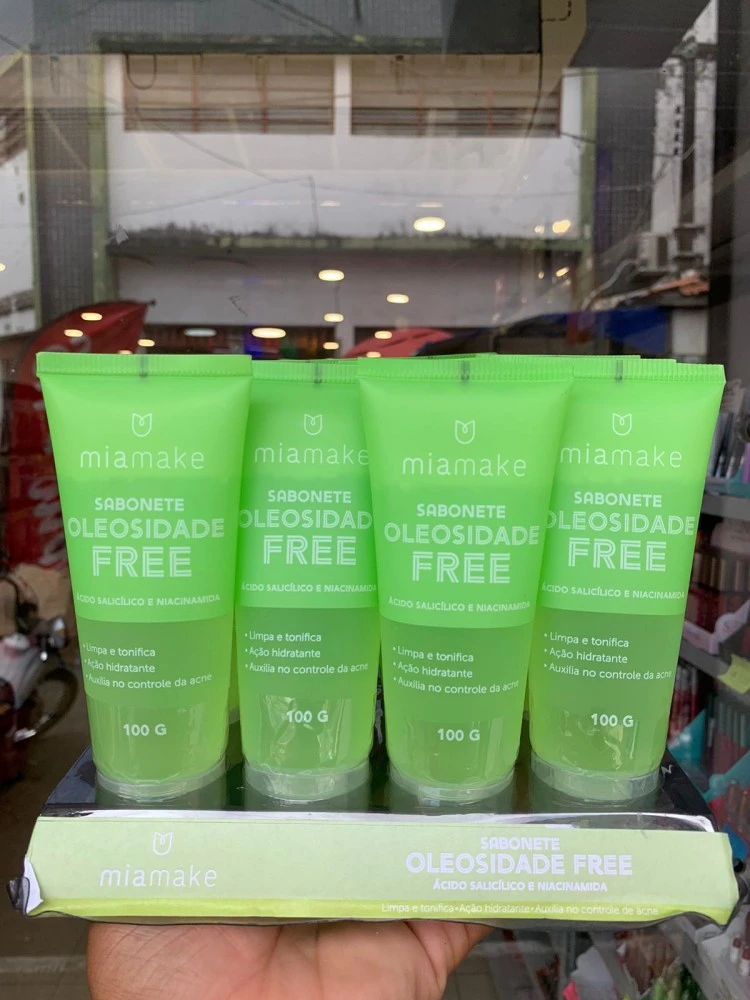 miamake
SABONETE
OLEOSIDADE
FREE
ÁCIDO SALICÍLICO E NIACINAMIDA
• Limpa e tonifica
• Ação hidratante
• Auxilia no controle da acne
100 G
miamake
SABONETE
OLEOSIDAD
FREE
ÁCIDO SALICÍLICO E NIACINAMIDA
• Limpa e tonifica
• Ação hidratante
• Auxilia no controle da acne
100 G
miamake
SABONETE
OLEOSIDADE
FREE
ÁCIDO SALICÍLICO E NIACINAMIDA
• Limpa e tonifica
• Ação hidratante
• Auxilia no controle da acne
100 G
miamake
SABONETE
OLEOSIDADE
FREE
ÁCIDO SALICÍLICO E NIACINAMIDA
• Limpa e tonifica
• Ação hidratante
• Auxilia no controle da acne
100 G
miamake
SABONETE
OLEOSIDADE FREE
ÁCIDO SALICÍLICO E NIACINAMIDA
Limpa e tonifica•Ação hidratante•Auxilia no controle de acne